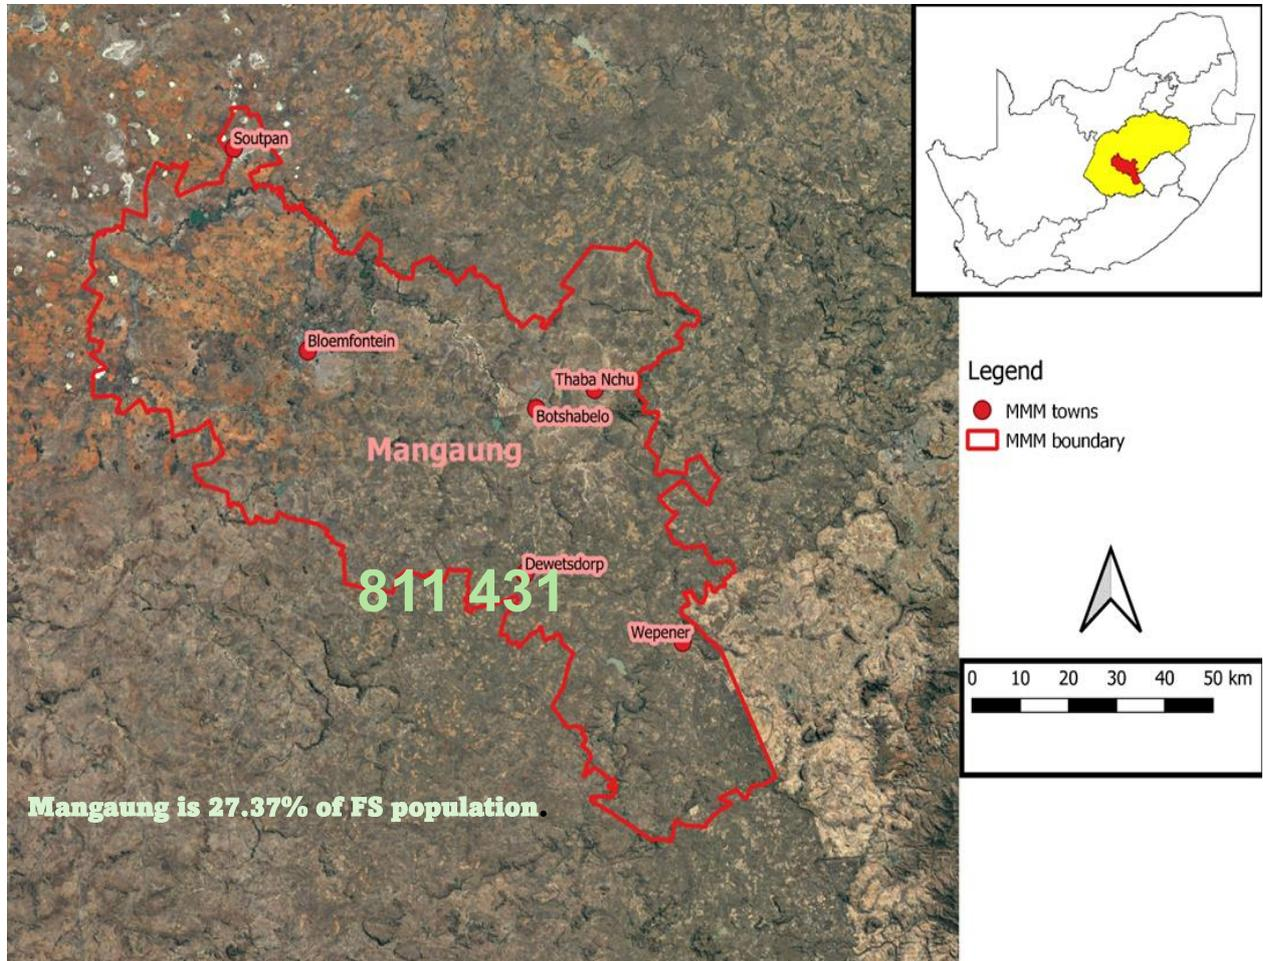 Soutpan
Bloemfontein
Thaba Nchu
Botshabelo
Mangaung
Dewetsdorp
811 431
Wepener
Mangaung is 27.37% of FS population.
Legend
MMM towns
MMM boundary
0 10 20 30 40 50 km